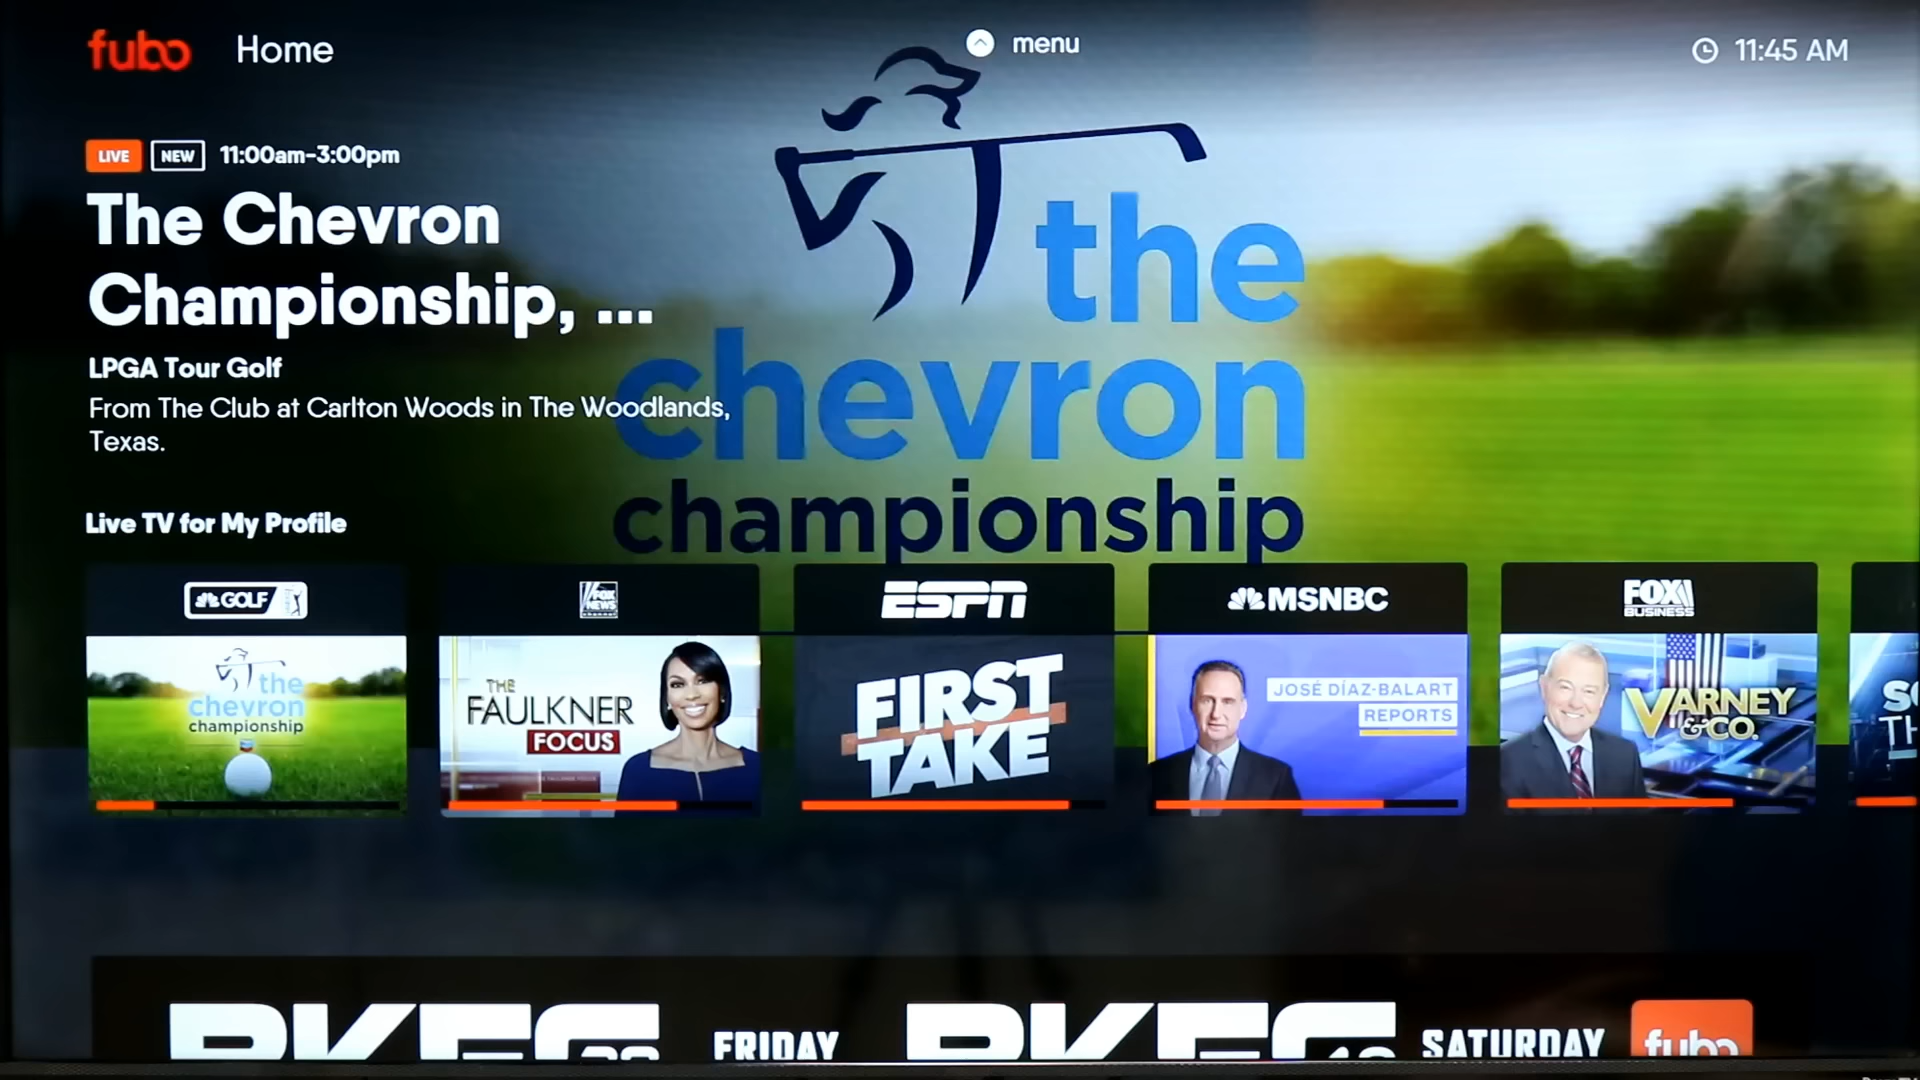 fubo Home
menu
11:45 AM
LIVE NEW 11:00am-3:00pm
The Chevron
Championship, ...
LPGA Tour Golf
From The Club at Carlton Woods in The Woodlands,
Texas.
the
chevron
championship
Live TV for My Profile
GOLF
FOX
NEWS
channel
ESPN
MSNBC
FOX
BUSINESS
the
chevron
championship
THE
FAULKNER
FOCUS
FIRST
TAKE
JOSÉ DÍAZ-BALART
REPORTS
VARNEY
& CO.
BKFC FRIDAY
BKFC SATURDAY
fubo